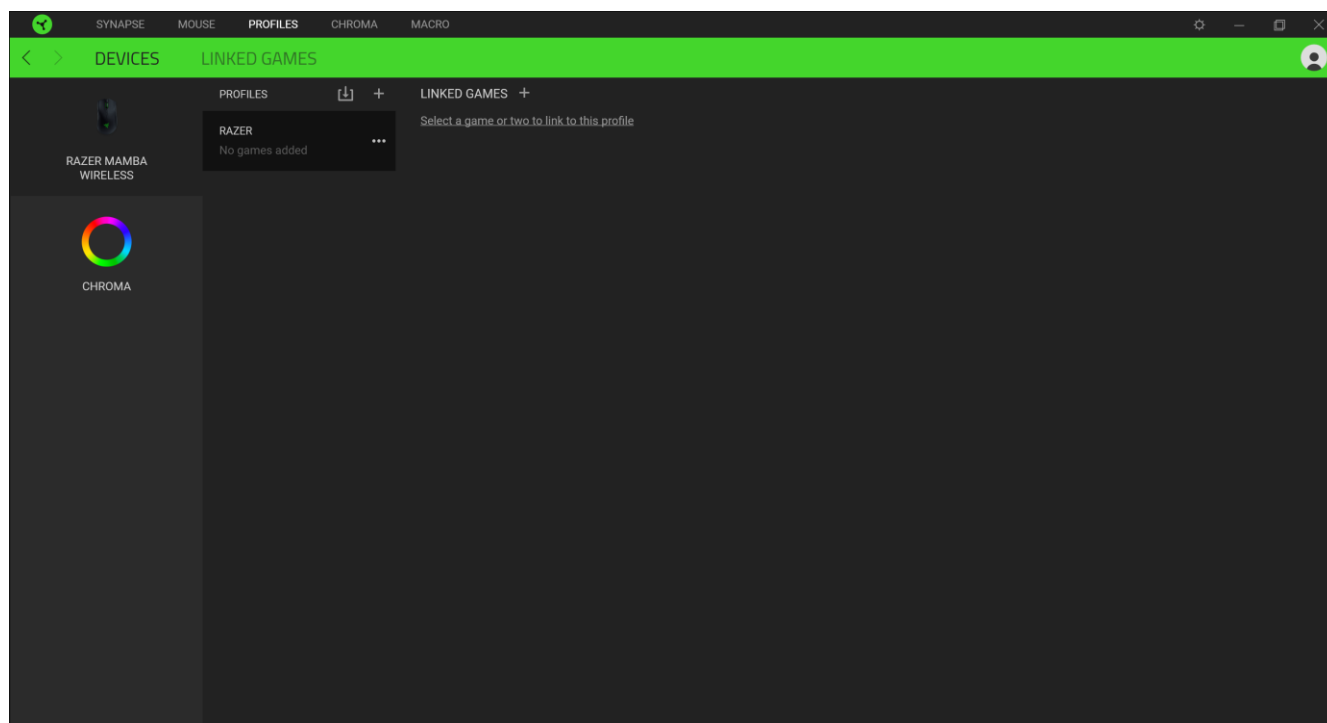 SYNAPSE MOUSE PROFILES CHROMA MACRO
DEVICES LINKED GAMES
RAZER MAMBA
WIRELESS
CHROMA
PROFILES
RAZER
No games added
LINKED GAMES
Select a game or two to link to this profile